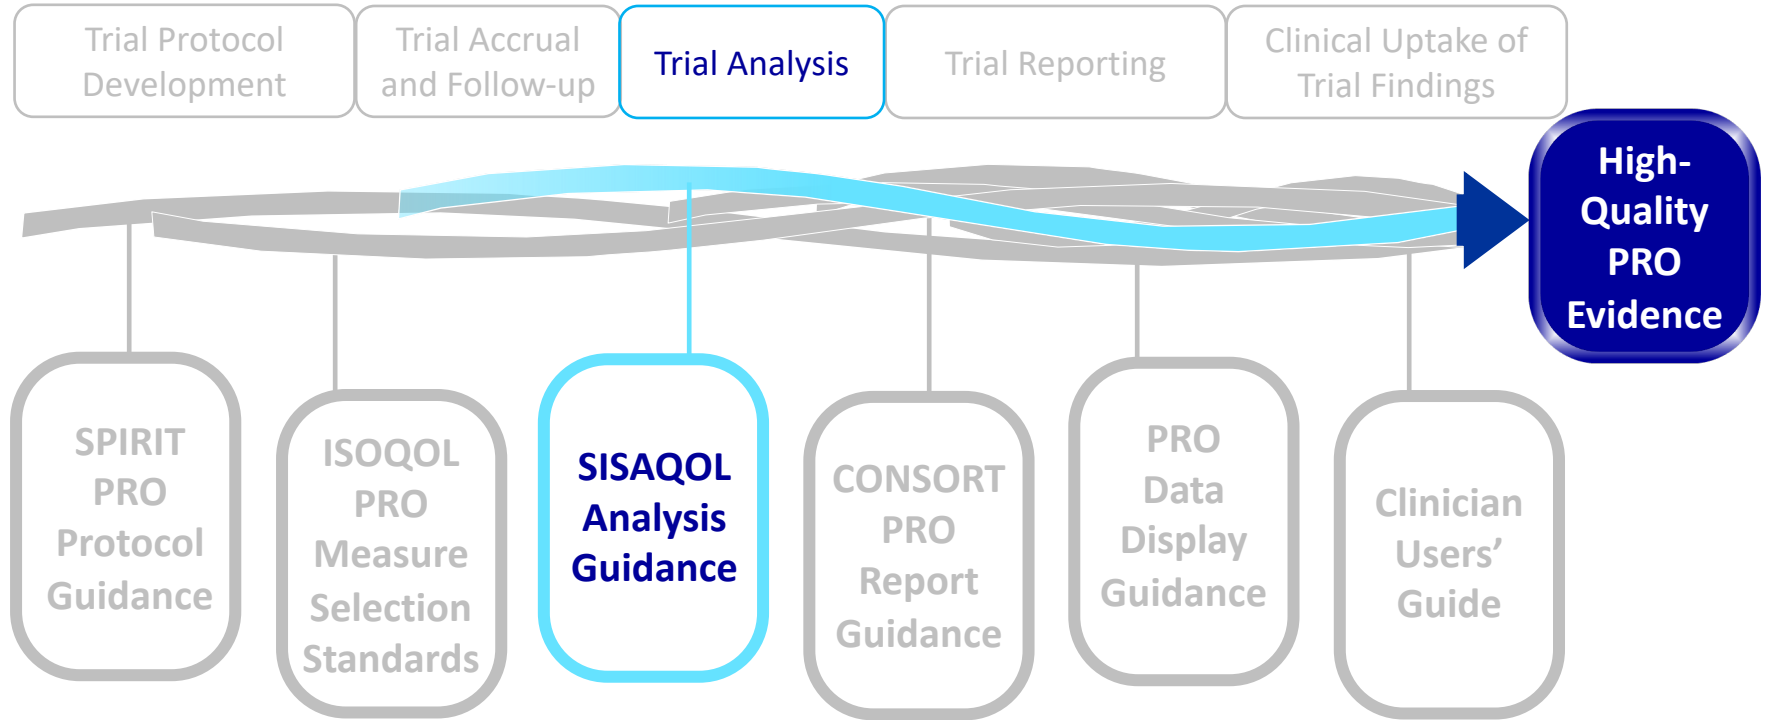 Trial Protocol
Development
Trial Accrual
and Follow-up
Trial Analysis
Trial Reporting
Clinical Uptake of
Trial Findings
High-
Quality
PRO
Evidence
SPIRIT
PRO
Protocol
Guidance
ISOQOL
PRO
Measure
Selection
Standards
SISAQOL
Analysis
Guidance
CONSORT
PRO
Report
Guidance
PRO
Data
Display
Guidance
Clinician
Users’
Guide